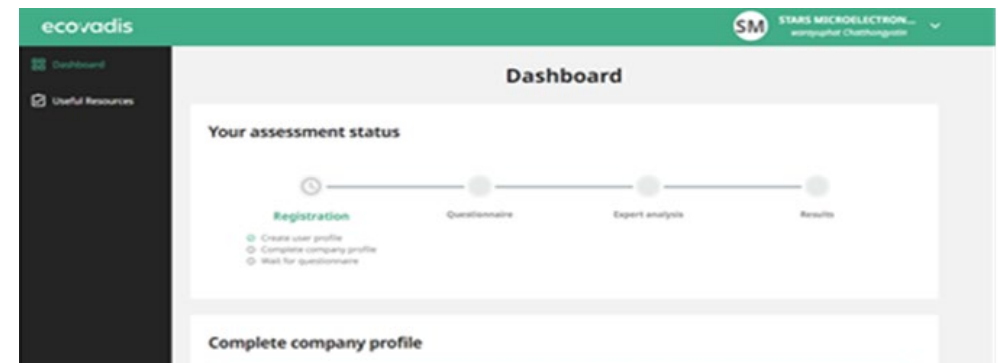 ecovadis
SM
STARS MICROELECTRON...
Dashboard
Useful Resources
Dashboard
Your assessment status
Registration
Questionnaire
Expert analysis
Results
Create user profile
Complete company profile
Wait for questionnaire
Complete company profile